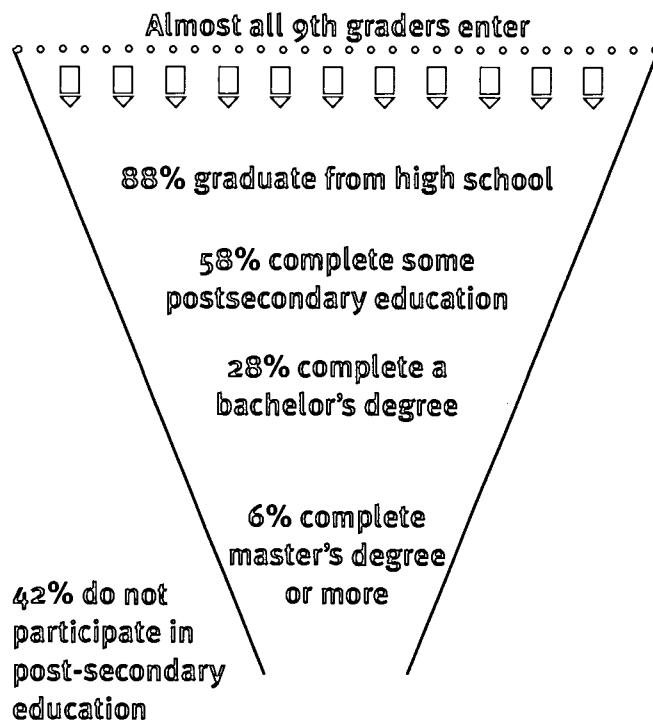 Almost all 9th graders enter
88% graduate from high school
58% complete some
postsecondary education
28% complete a
bachelor's degree
6% complete
master's degree
or more
42% do not
participate in
post-secondary
education